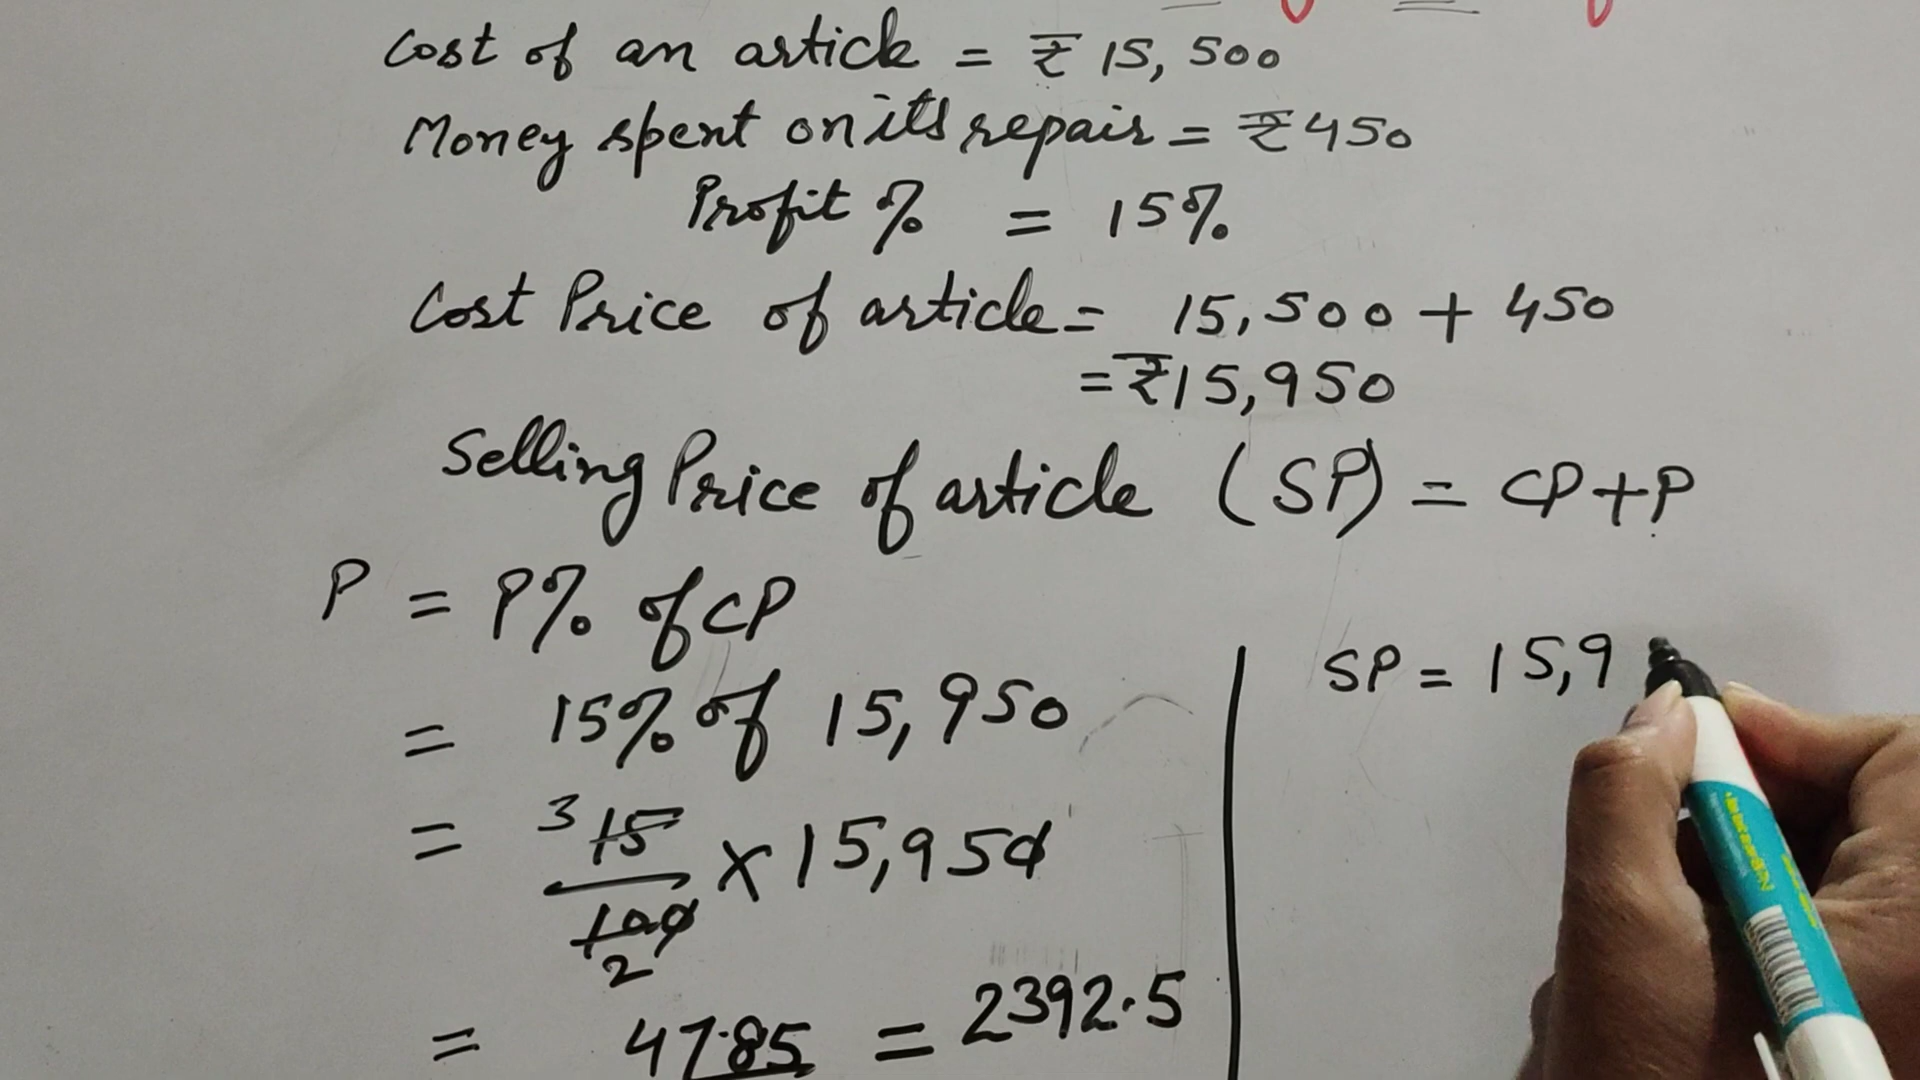 Cost of an article = ₹ 15,500
Money spent on its repair = ₹ 450
Profit % = 15%
Cost Price of article = 15,500 + 450
= ₹15,950
Selling Price of article (SP) = CP+P
P = P% of CP
= 15% of 15,950
= 3 15 × 15,950
100
2
= 4785 = 2392.5
SP = 15,9